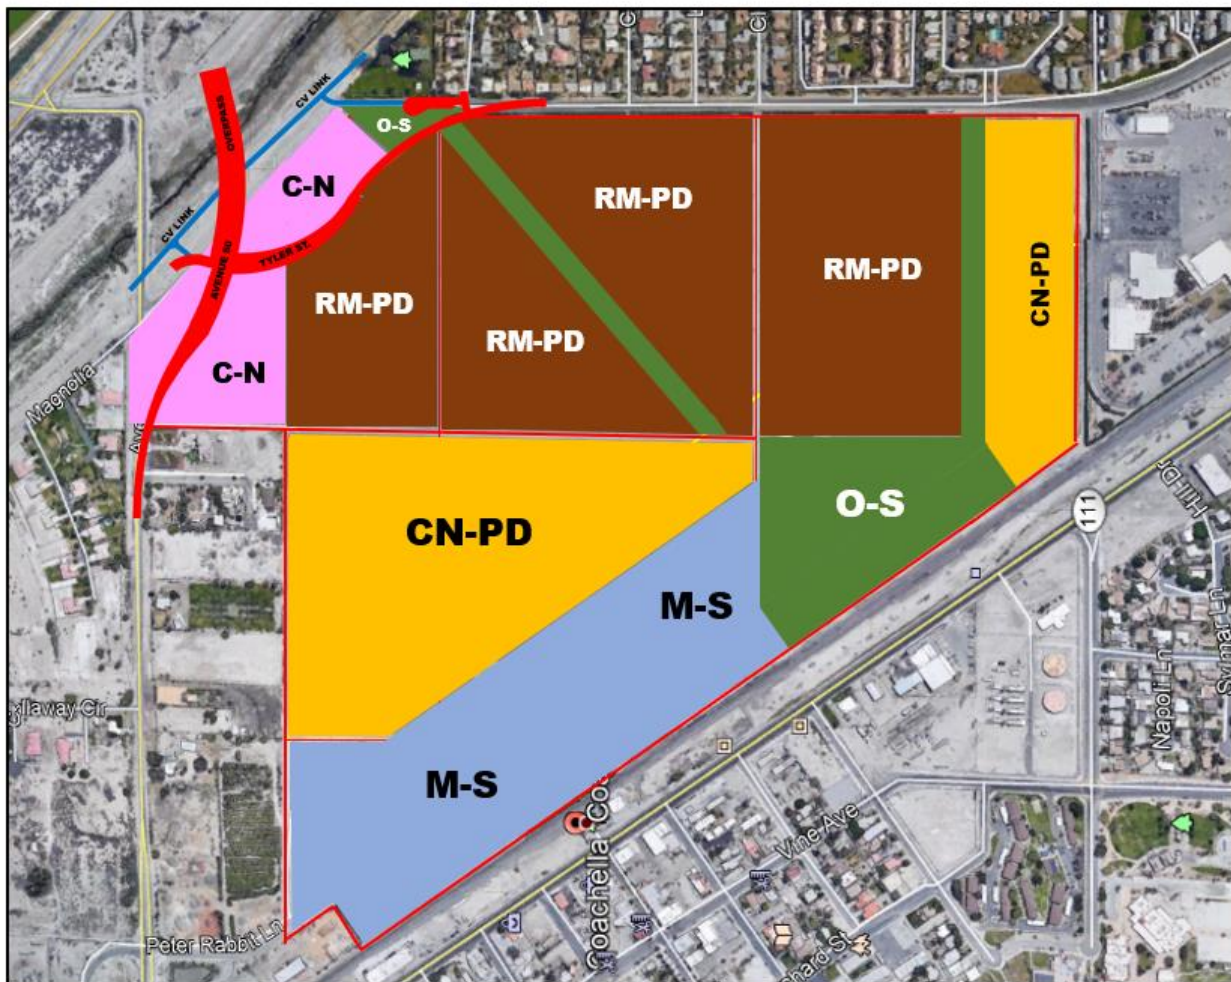 CV LINK
AVENUE 50
OVERPASS
O-S
C-N
CV LINK
TYLER ST.
RM-PD
RM-PD
RM-PD
RM-PD
CN-PD
C-N
Magnolia
CN-PD
O-S
M-S
M-S
111
Napoli Ln
Vine Ave
Peter Rabbit Ln